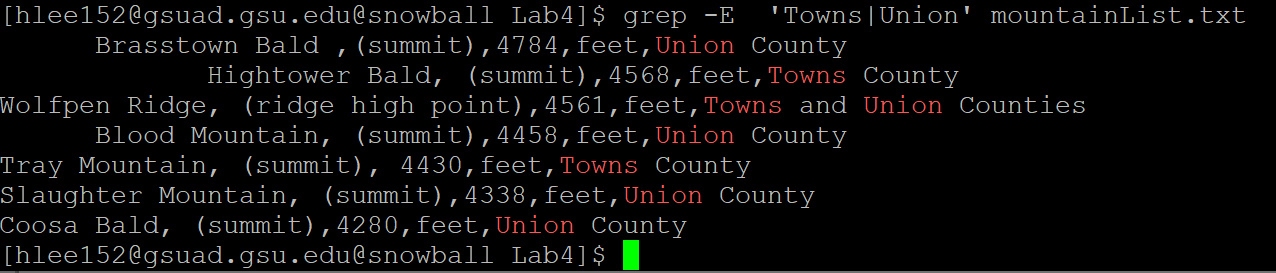 [hlee152@gsuad.gsu.edu@snowball Lab4]$ grep -E  'Towns|Union' mountainList.txt
      Brasstown Bald ,(summit),4784,feet,Union County
             Hightower Bald, (summit),4568,feet,Towns County
Wolfpen Ridge, (ridge high point),4561,feet,Towns and Union Counties
      Blood Mountain, (summit),4458,feet,Union County
Tray Mountain, (summit), 4430,feet,Towns County
Slaughter Mountain, (summit),4338,feet,Union County
Coosa Bald, (summit),4280,feet,Union County
[hlee152@gsuad.gsu.edu@snowball Lab4]$